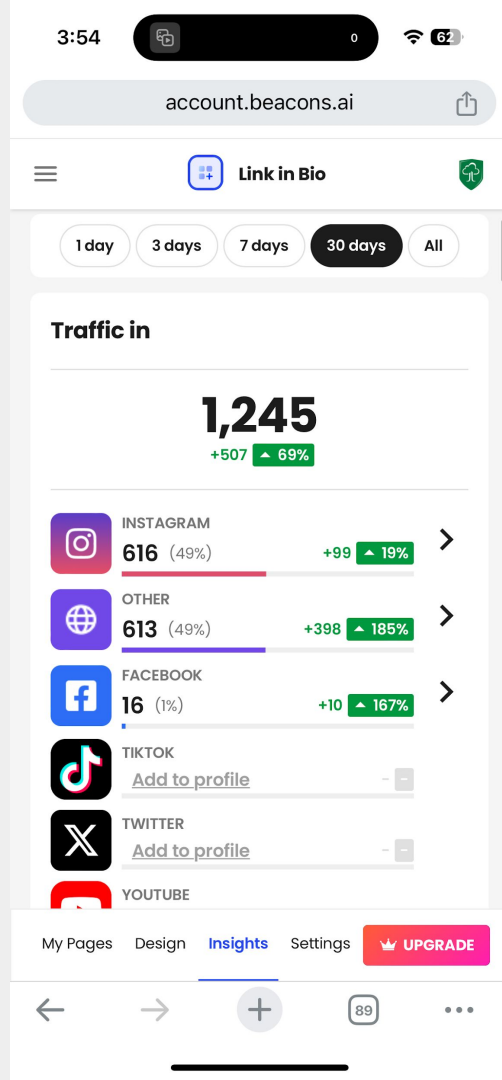 3:54
0
62
account.beacons.ai
Link in Bio
1 day 3 days 7 days 30 days All
Traffic in
1,245
+507 69%
INSTAGRAM
616 (49%) +99 19%
OTHER
613 (49%) +398 185%
FACEBOOK
16 (1%) +10 167%
TIKTOK
Add to profile - -
TWITTER
Add to profile - -
YOUTUBE
My Pages Design Insights Settings UPGRADE
89